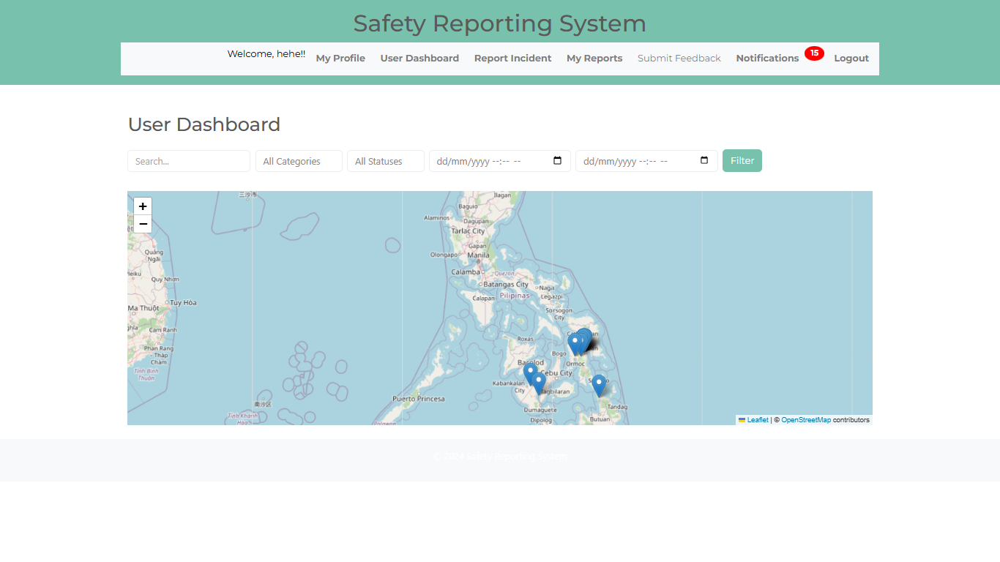 Safety Reporting System
Welcome, hehe!! My Profile User Dashboard Report Incident My Reports Submit Feedback Notifications 15 Logout
User Dashboard
Search... All Categories All Statuses dd/mm/yyyy --:-- -- dd/mm/yyyy --:-- -- Filter
+
−
三沙市
Ilagan
Baguio
Alaminos
Dagupan
Tarlac City
Gapan
Quảng
Ngãi
Olongapo
Manila
Calamba
Quezon
Pleiku
Quy Nhơn
Batangas City
Naga
Pilipinas
Legazpi
Calapan
Tuy Hòa
Ma Thuột
Sorsogon
City
Cam Ranh
Roxas
Phan Rang
- Tháp
Chàm
Bogo
Ormoc
Bacolod
Tỉnh Bình
Thuận
Cebu City
Kabankalan
City
Tagbilaran
Puerto Princesa
南沙区
Tandag
Dumaguete
Tỉnh Khánh
Hòa
Dipolog
Butuan
Palawan
Leaflet | © OpenStreetMap contributors
© 2024 Safety Reporting System